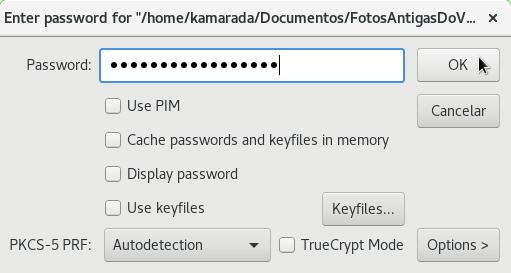 Enter password for "/home/kamarada/Documentos/FotosAntigasDoV...
Password: •••••••••••••••••
OK
Use PIM
Cancelar
Cache passwords and keyfiles in memory
Display password
Use keyfiles
Keyfiles...
PKCS-5 PRF: Autodetection
TrueCrypt Mode
Options >